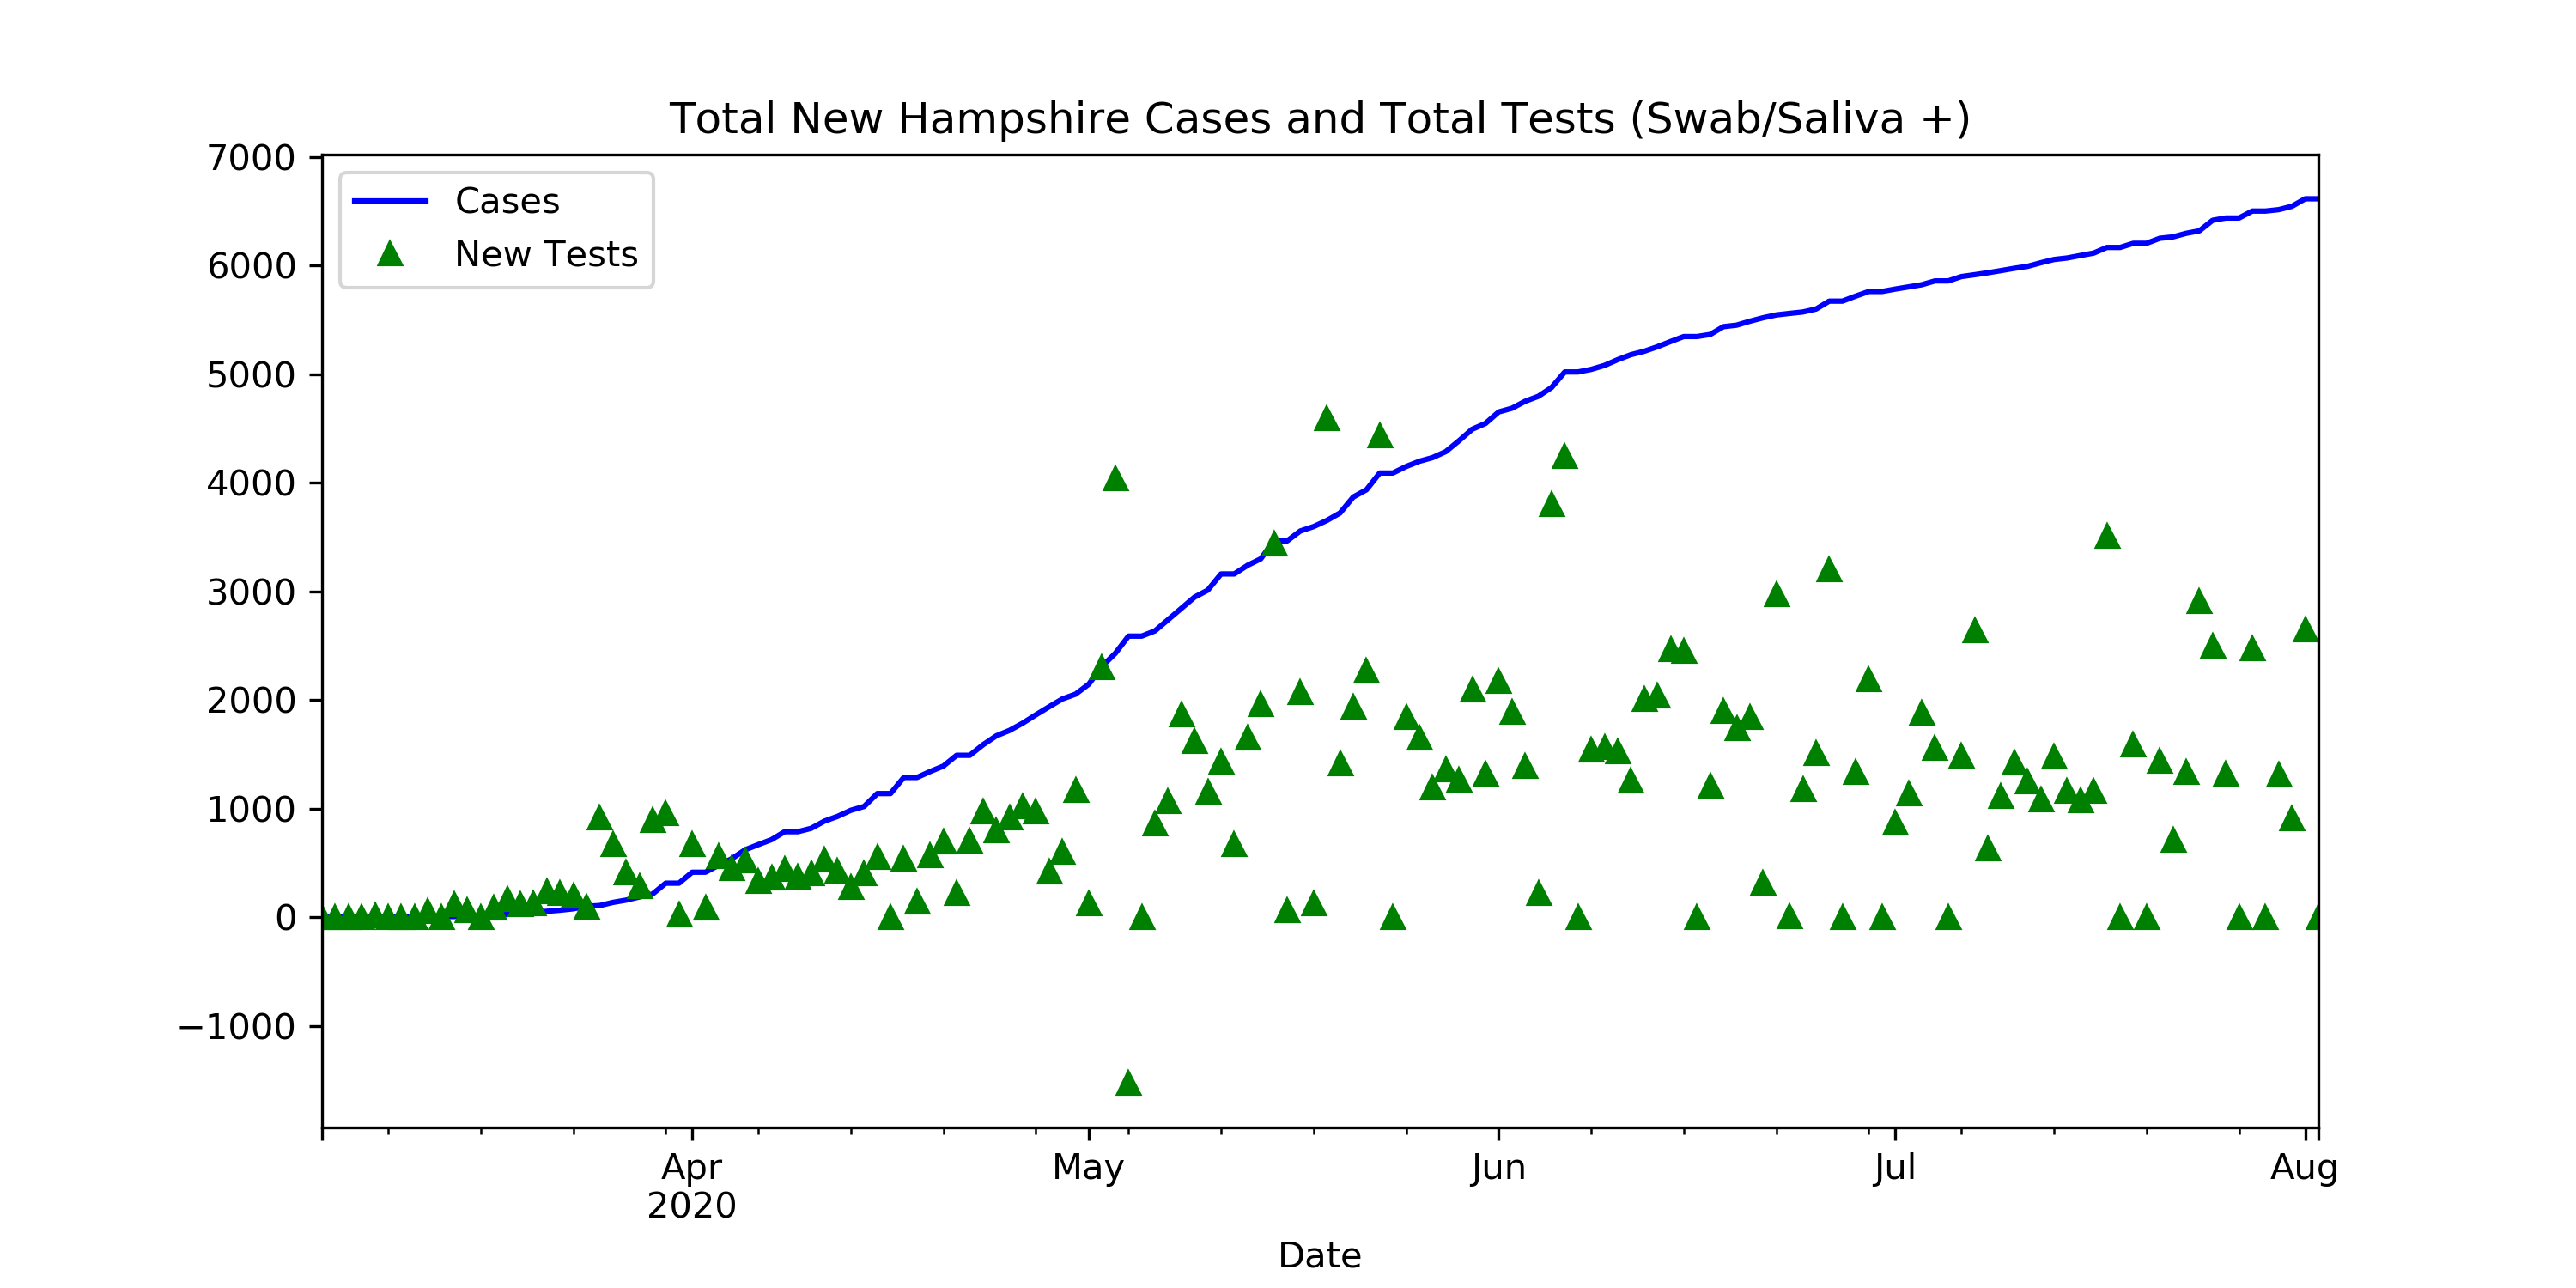 Total New Hampshire Cases and Total Tests (Swab/Saliva +)
7000
6000
5000
4000
3000
2000
1000
0
−1000
Cases
New Tests
Apr
2020
May
Jun
Jul
Aug
Date